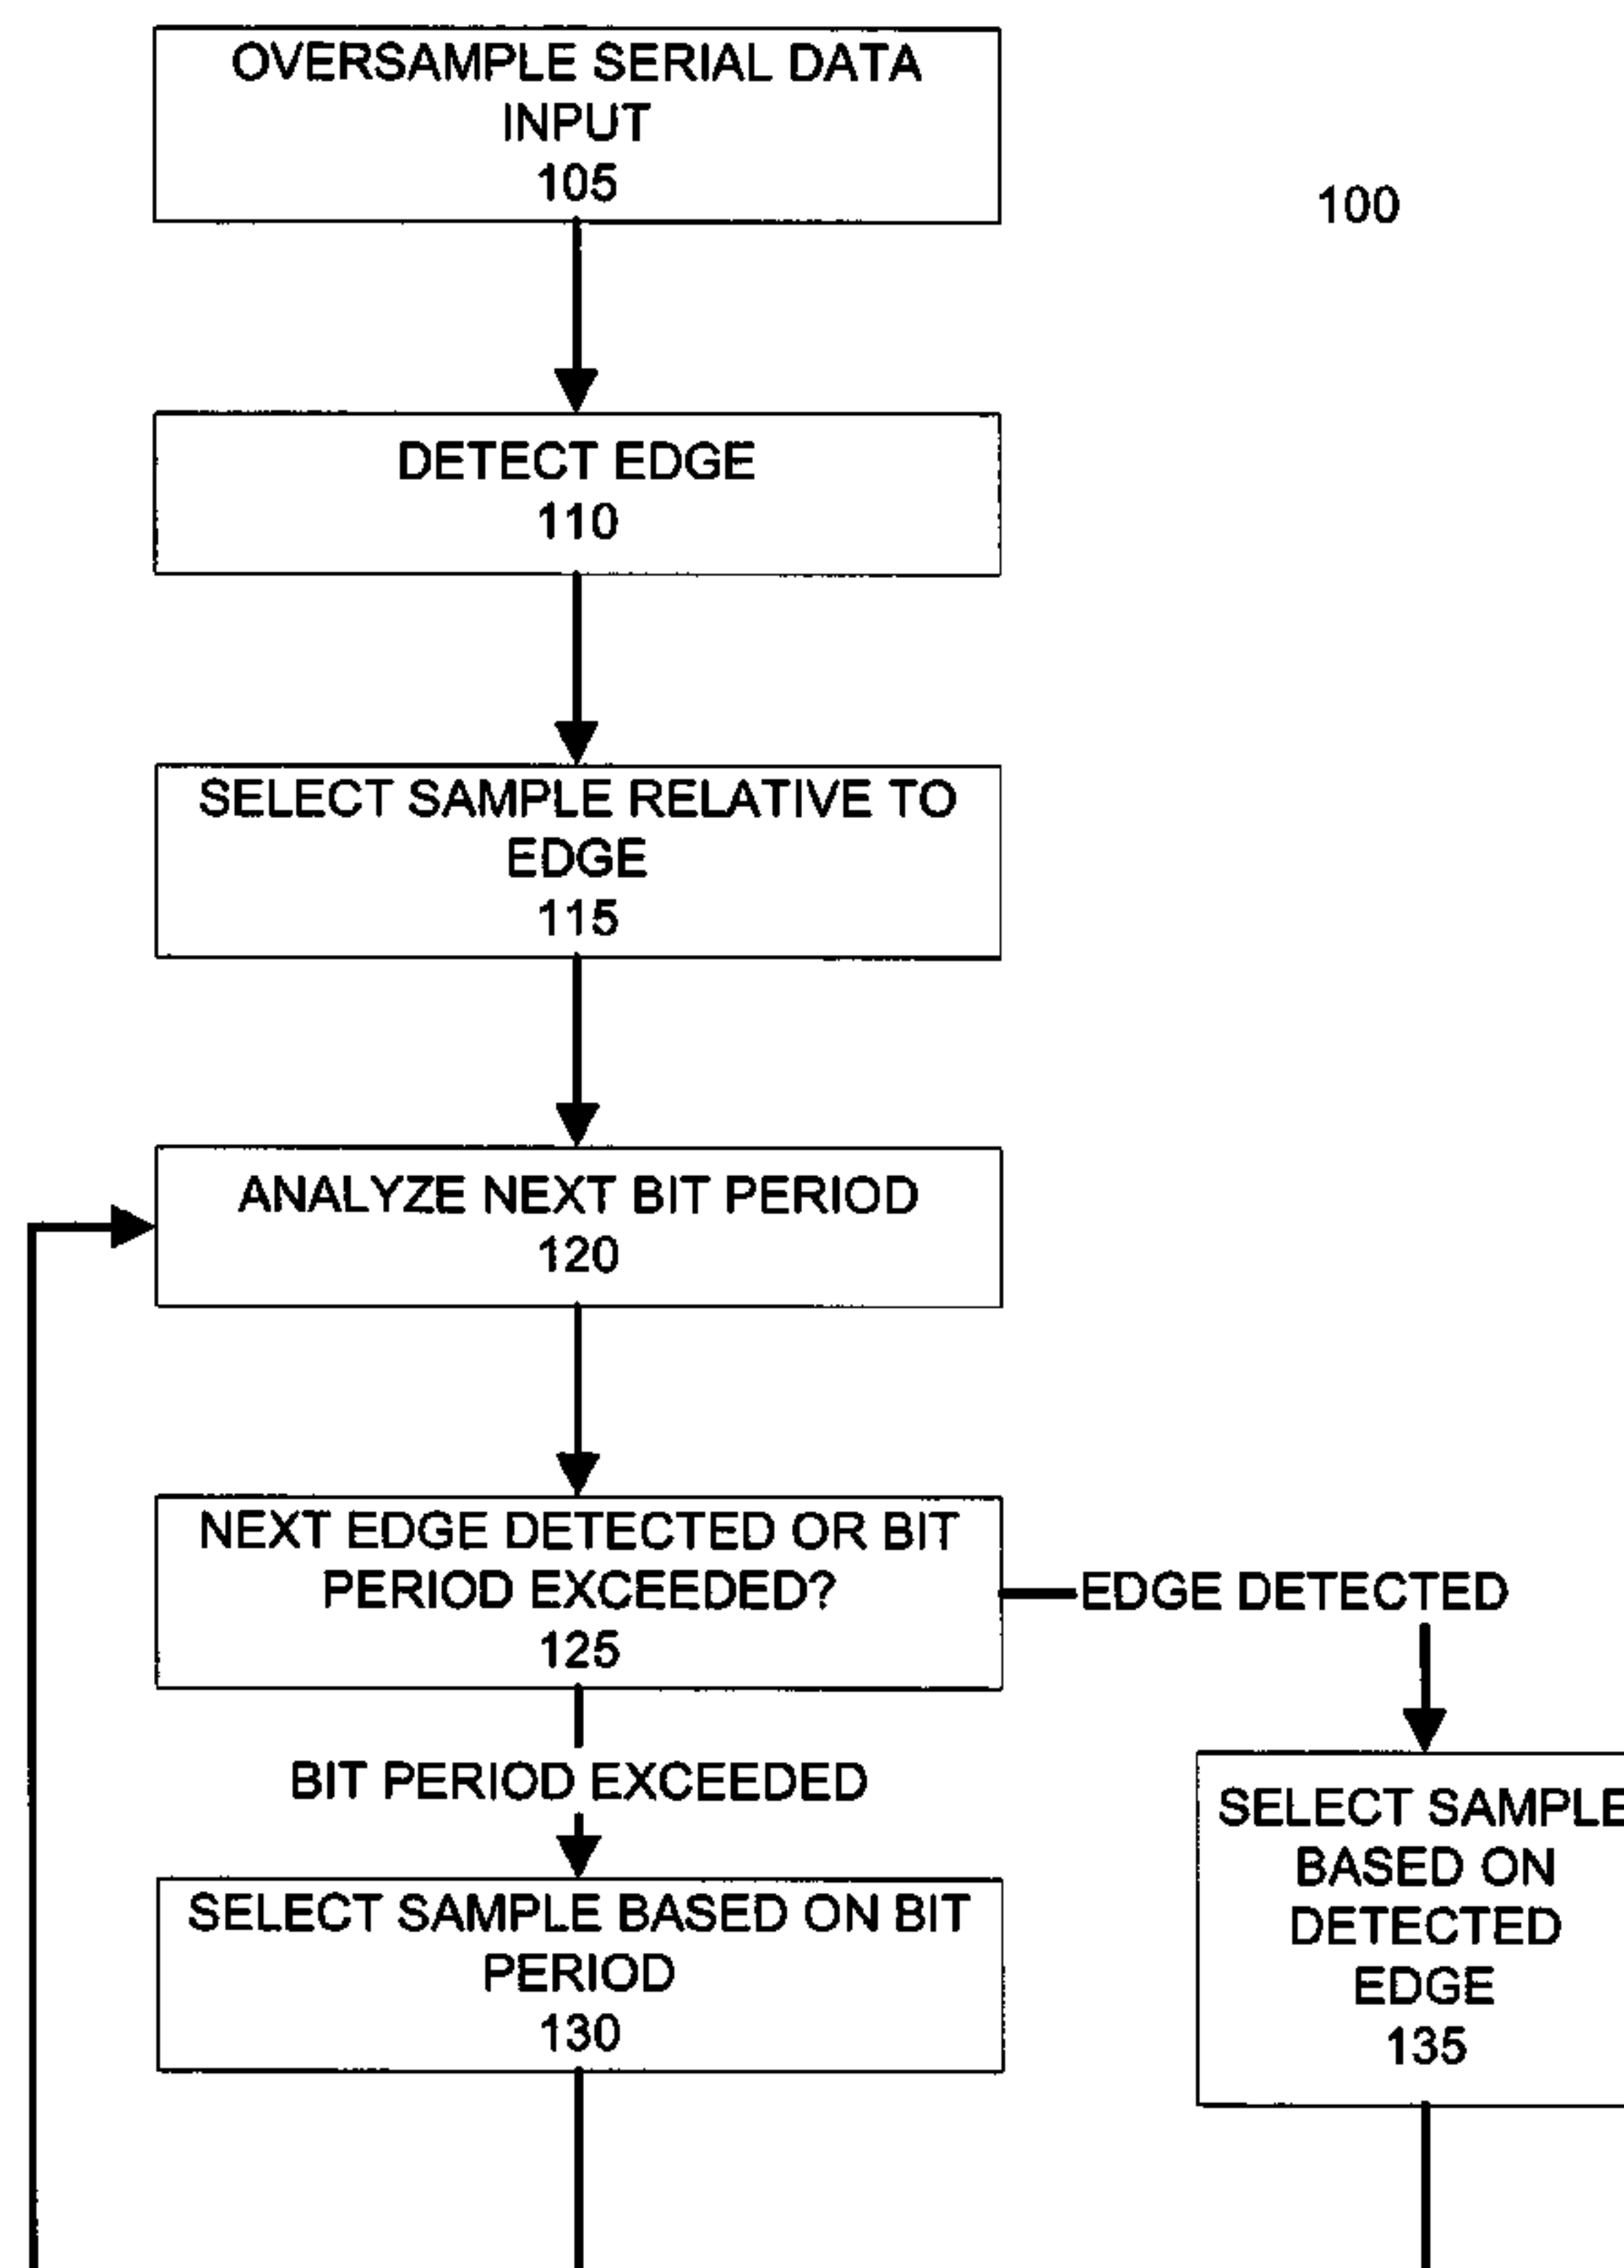 OVERSAMPLE SERIAL DATA
INPUT
105
100
DETECT EDGE
110
SELECT SAMPLE RELATIVE TO
EDGE
115
ANALYZE NEXT BIT PERIOD
120
NEXT EDGE DETECTED OR BIT
PERIOD EXCEEDED?
125
EDGE DETECTED
BIT PERIOD EXCEEDED
SELECT SAMPLE
BASED ON
DETECTED
EDGE
135
SELECT SAMPLE BASED ON BIT
PERIOD
130